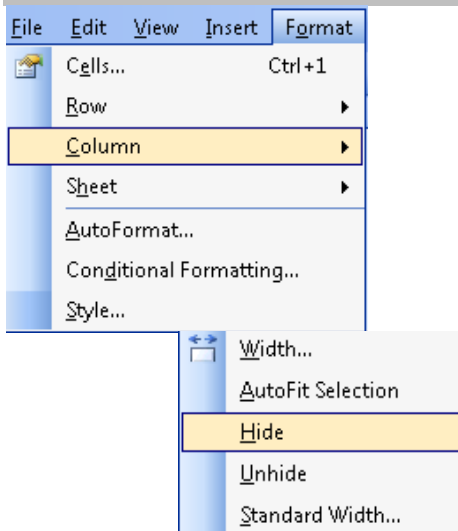 File Edit View Insert Format
Cells... Ctrl+1
Row
Column
Sheet
AutoFormat...
Conditional Formatting...
Style...
Width...
AutoFit Selection
Hide
Unhide
Standard Width...